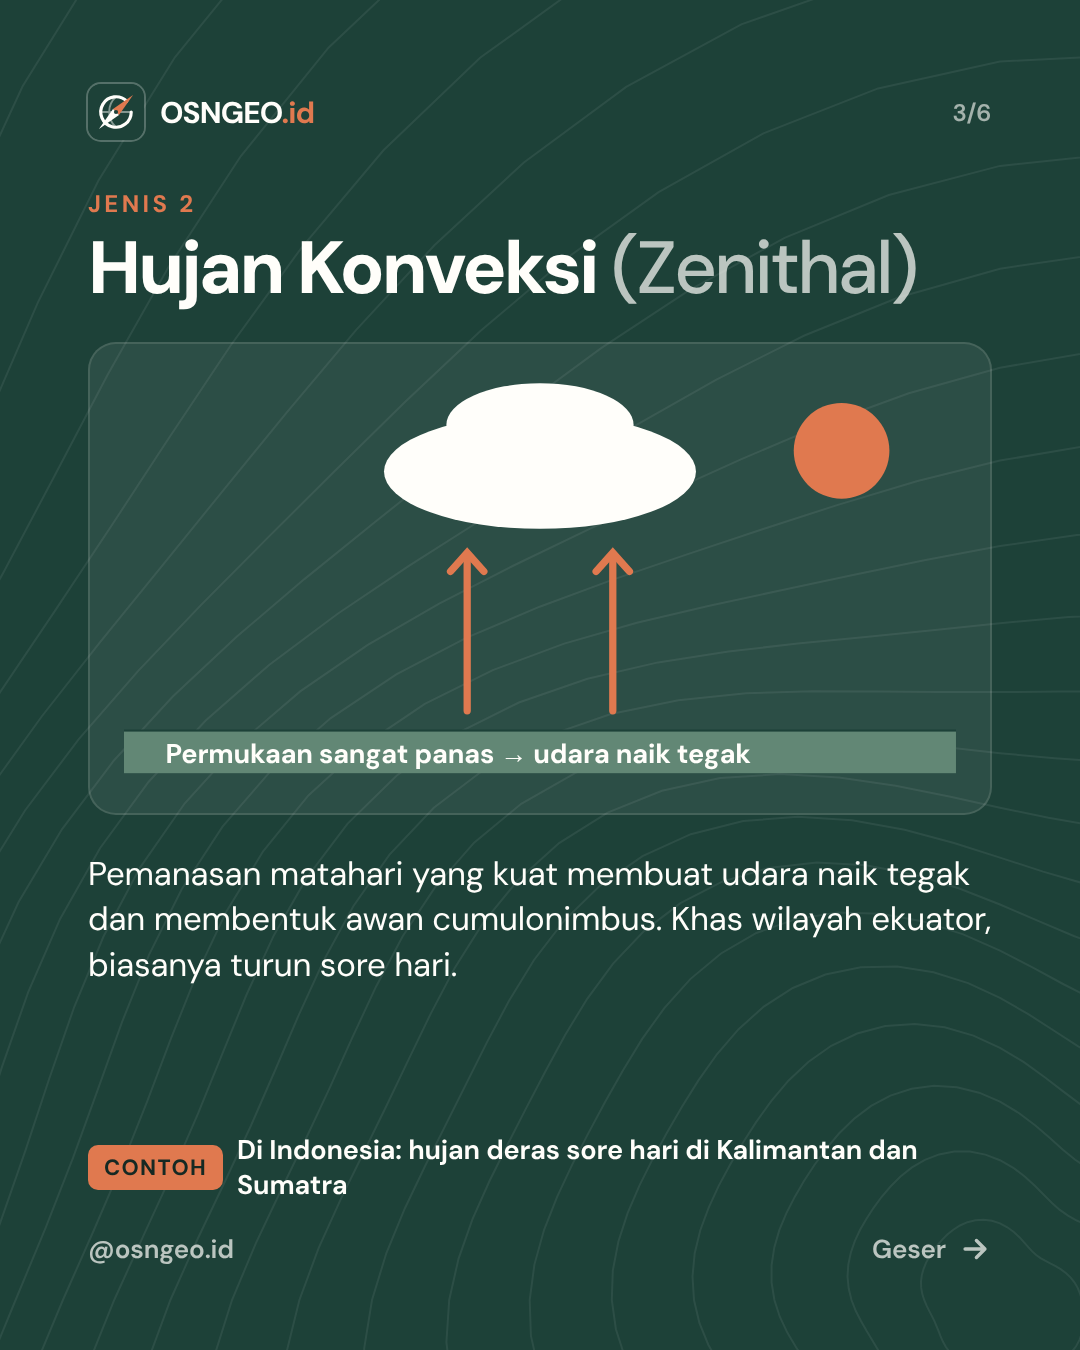 OSNGEO.id
3/6
JENIS 2
Hujan Konveksi (Zenithal)
Permukaan sangat panas → udara naik tegak
Pemanasan matahari yang kuat membuat udara naik tegak
dan membentuk awan cumulonimbus. Khas wilayah ekuator,
biasanya turun sore hari.
CONTOH
Di Indonesia: hujan deras sore hari di Kalimantan dan
Sumatra
@osngeo.id
Geser →